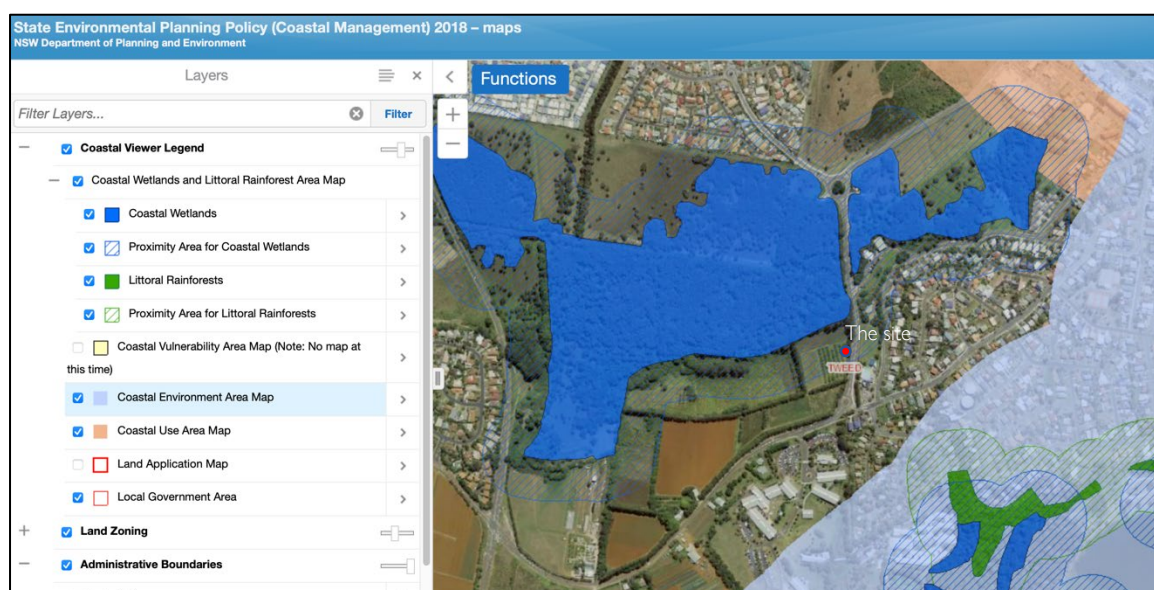 State Environmental Planning Policy (Coastal Management) 2018 – maps
NSW Department of Planning and Environment
Layers
Functions
Filter Layers...
Filter
Coastal Viewer Legend
Coastal Wetlands and Littoral Rainforest Area Map
Coastal Wetlands
Proximity Area for Coastal Wetlands
Littoral Rainforests
Proximity Area for Littoral Rainforests
Coastal Vulnerability Area Map (Note: No map at
this time)
Coastal Environment Area Map
Coastal Use Area Map
Land Application Map
Local Government Area
Land Zoning
Administrative Boundaries
The site
TWEED